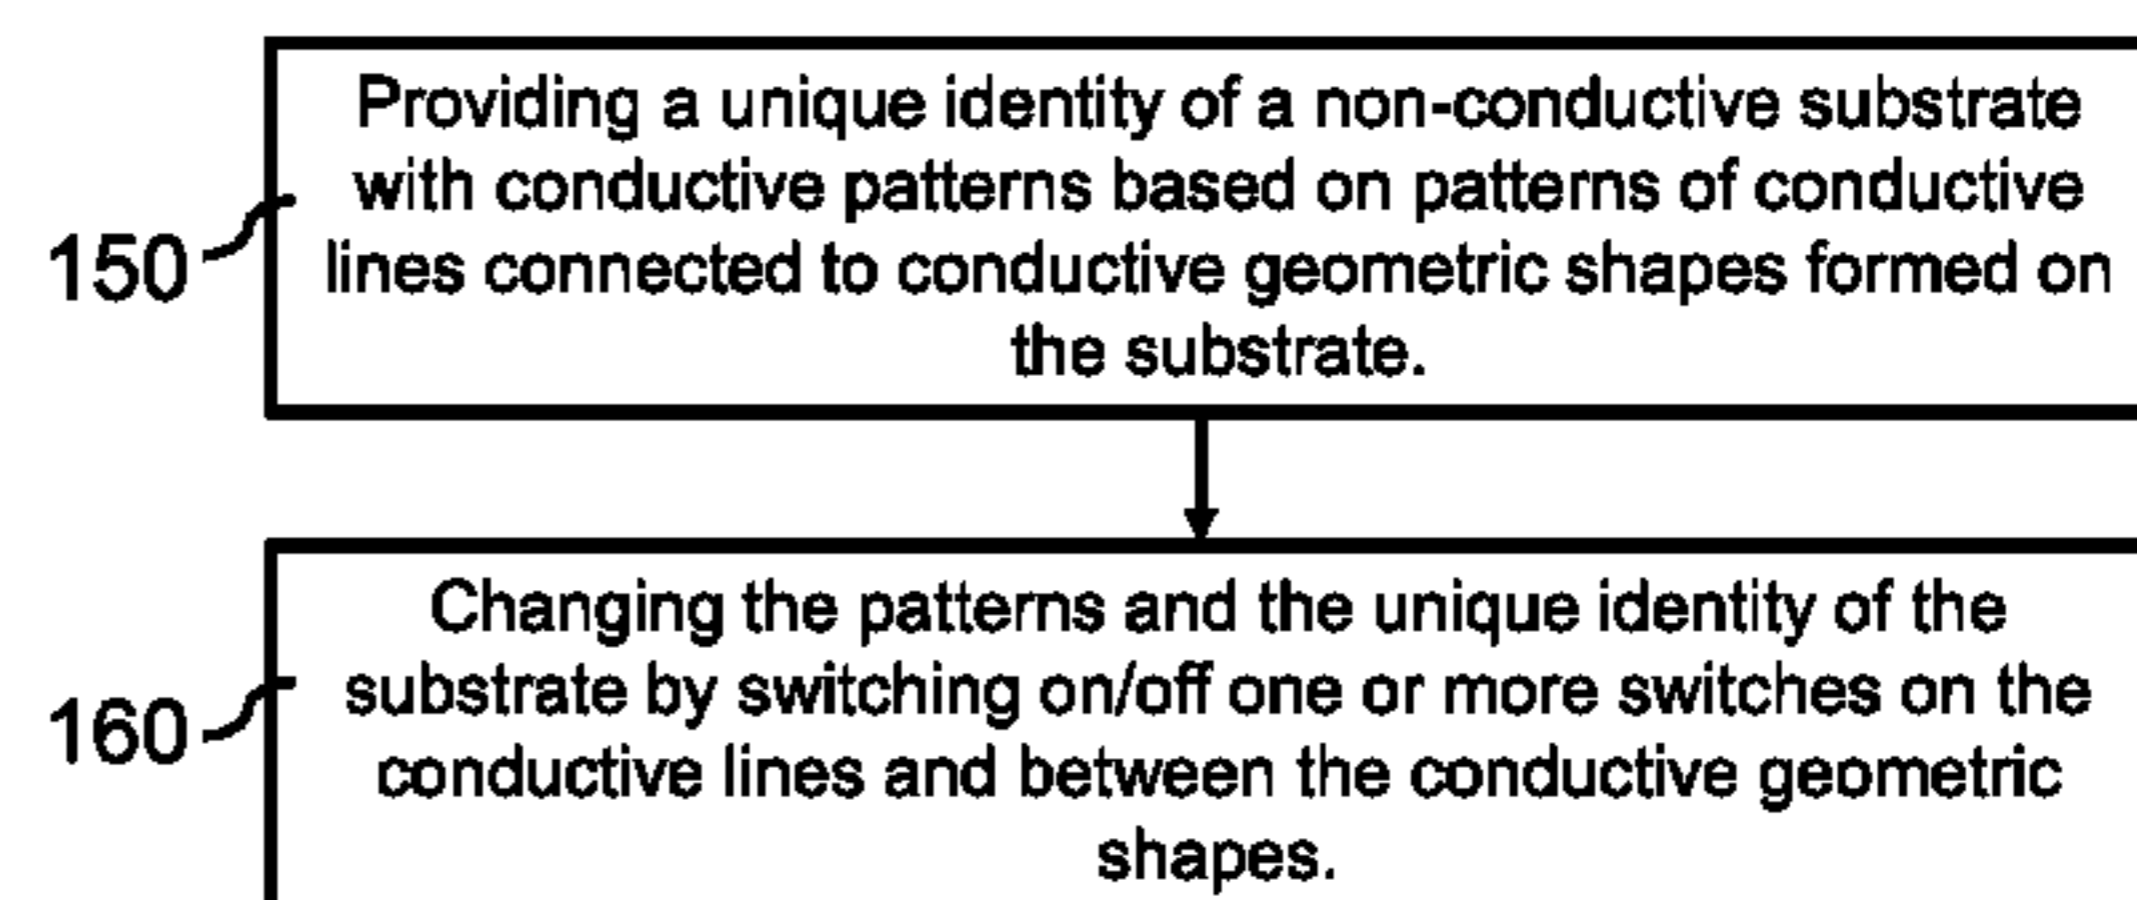 Providing a unique identity of a non-conductive substrate
with conductive patterns based on patterns of conductive
150
lines connected to conductive geometric shapes formed on
the substrate.
Changing the patterns and the unique identity of the
substrate by switching on/off one or more switches on the
160
conductive lines and between the conductive geometric
shapes.